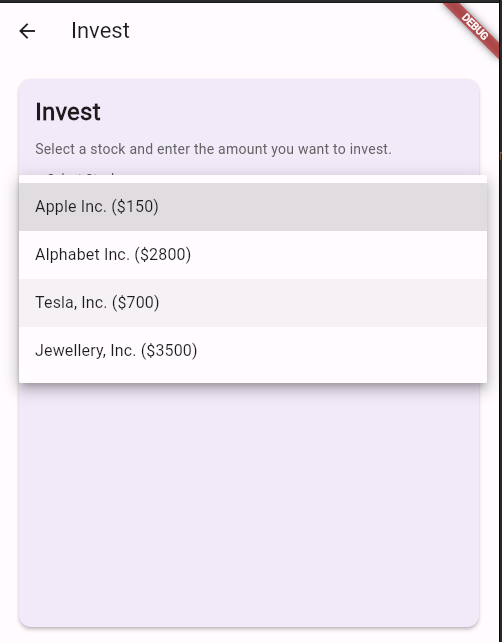 Invest
DEBUG
Invest
Select a stock and enter the amount you want to invest.
Apple Inc. ($150)
Alphabet Inc. ($2800)
Tesla, Inc. ($700)
Jewellery, Inc. ($3500)